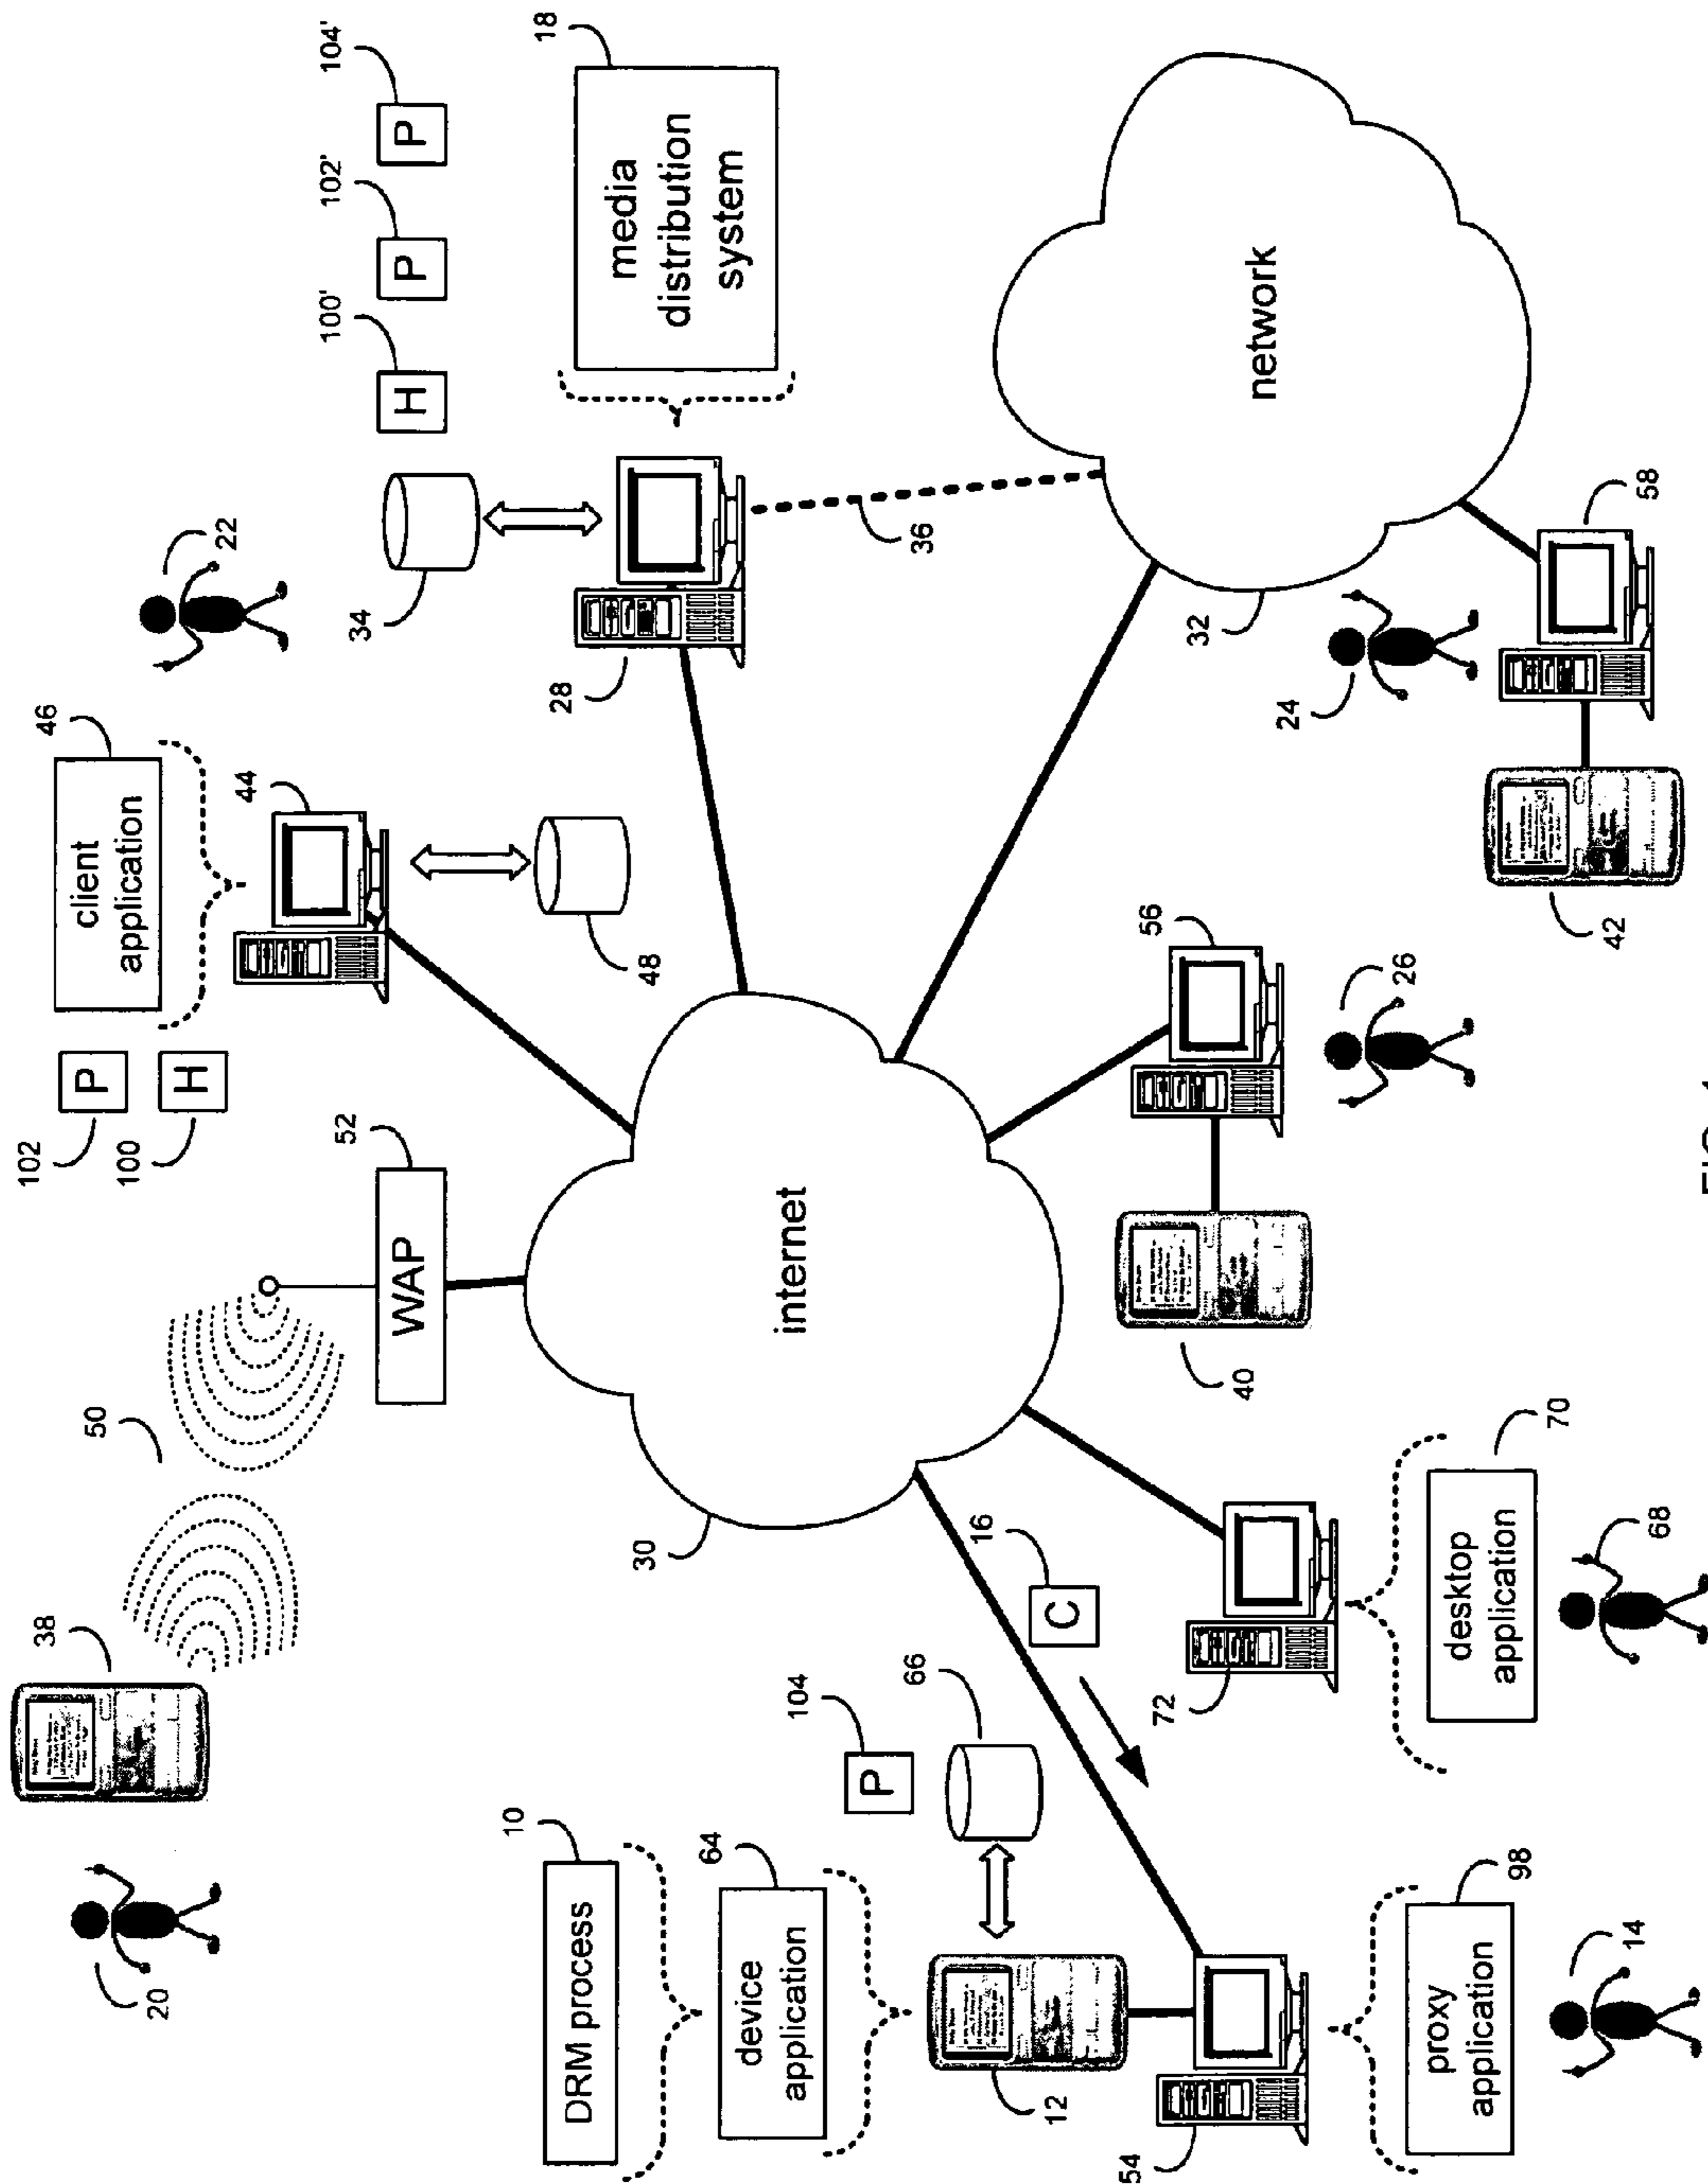 38
102
46
P
client
application
50
100
H
20
22
44
100'
102'
104'
52
34
WAP
H
P
P
10
18
28
DRM process
media
distribution
system
30
48
64
device
application
internet
104
P
66
36
16
C
12
54
72
56
32
40
network
24
26
proxy
application
desktop
application
98
70
42
14
68
58
FIG. 1